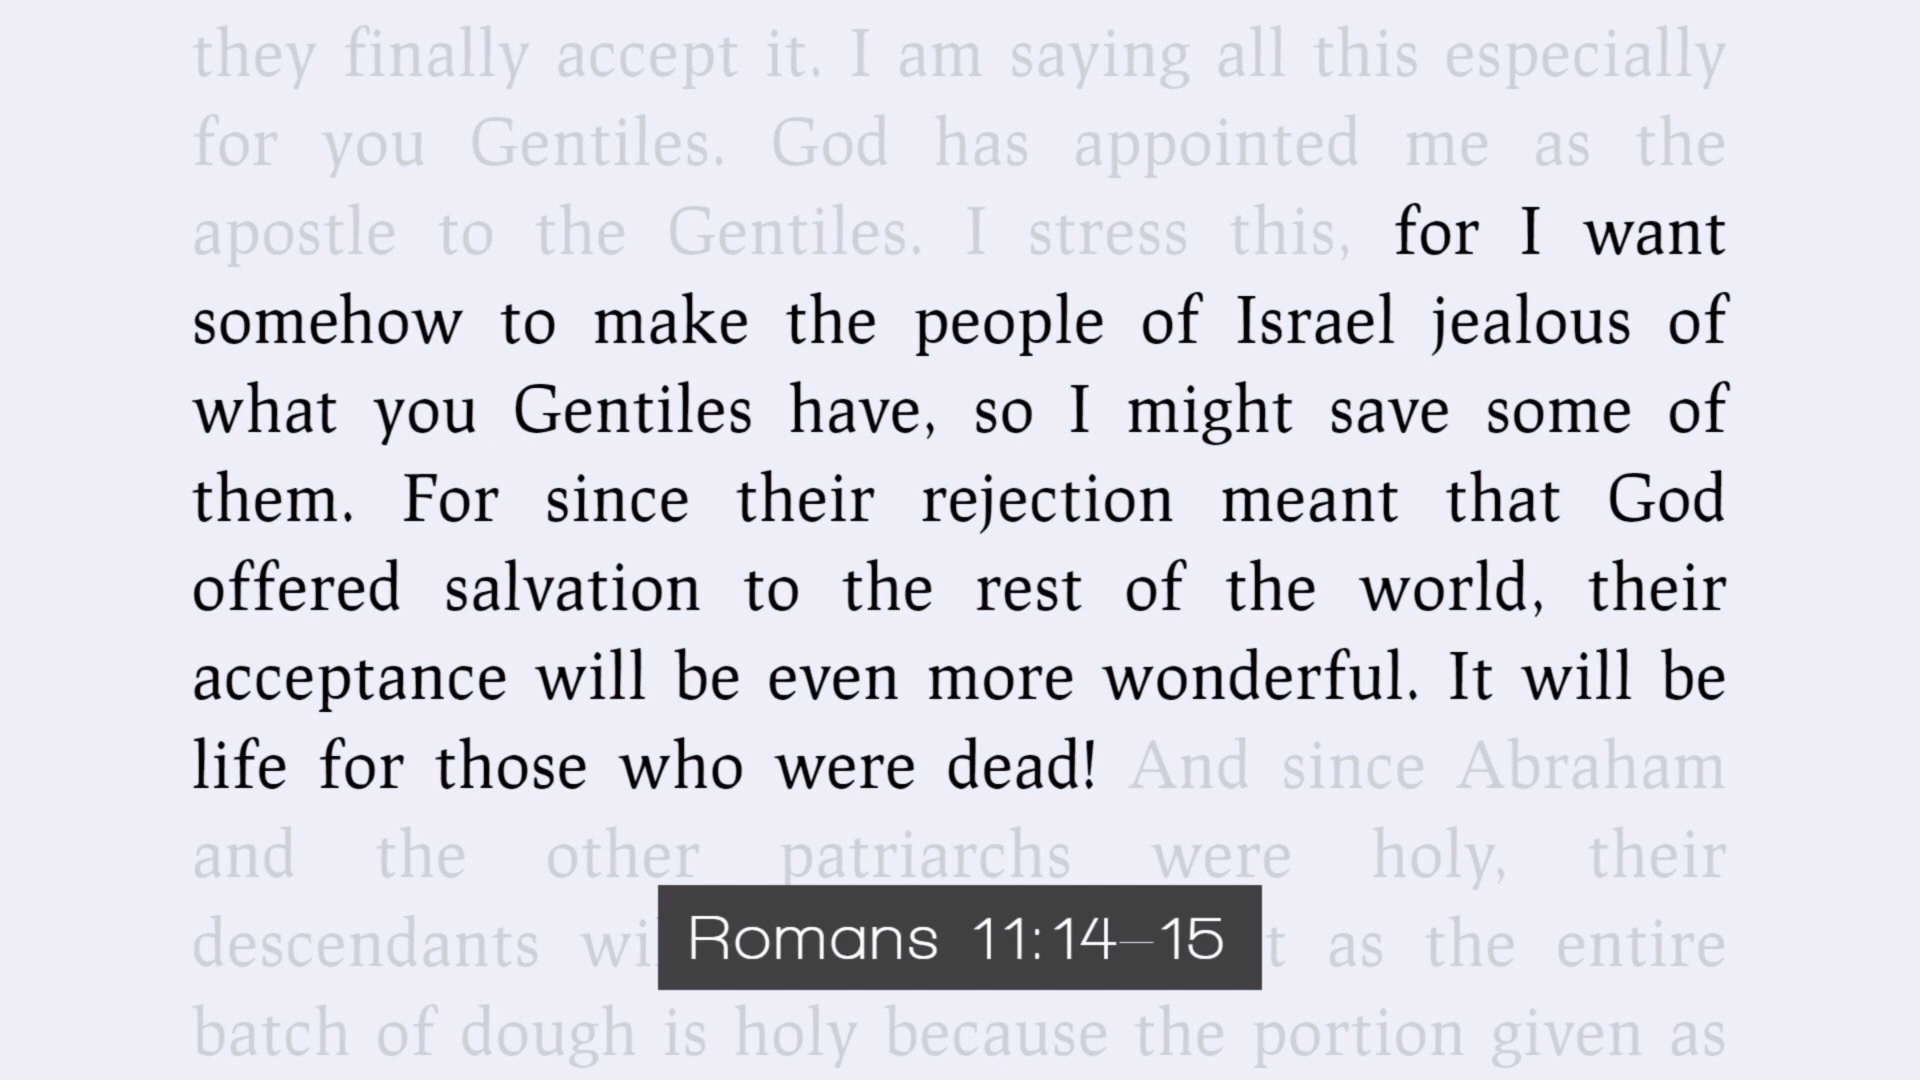 they finally accept it. I am saying all this especially
for you Gentiles. God has appointed me as the
apostle to the Gentiles. I stress this, for I want
somehow to make the people of Israel jealous of
what you Gentiles have, so I might save some of
them. For since their rejection meant that God
offered salvation to the rest of the world, their
acceptance will be even more wonderful. It will be
life for those who were dead! And since Abraham
and the other patriarchs were holy, their
descendants as the entire
Romans 11:14–15
batch of dough is holy because the portion given as